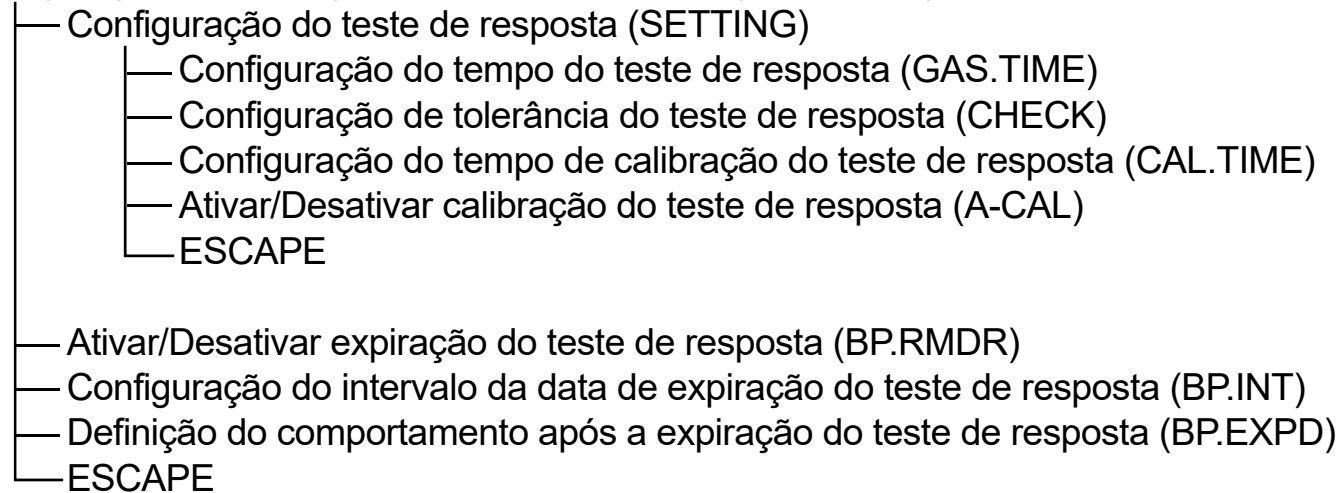 Configuração do teste de resposta (SETTING)
Configuração do tempo do teste de resposta (GAS.TIME)
Configuração de tolerância do teste de resposta (CHECK)
Configuração do tempo de calibração do teste de resposta (CAL.TIME)
Ativar/Desativar calibração do teste de resposta (A-CAL)
ESCAPE
Ativar/Desativar expiração do teste de resposta (BP.RMDR)
Configuração do intervalo da data de expiração do teste de resposta (BP.INT)
Definição do comportamento após a expiração do teste de resposta (BP.EXPD)
ESCAPE